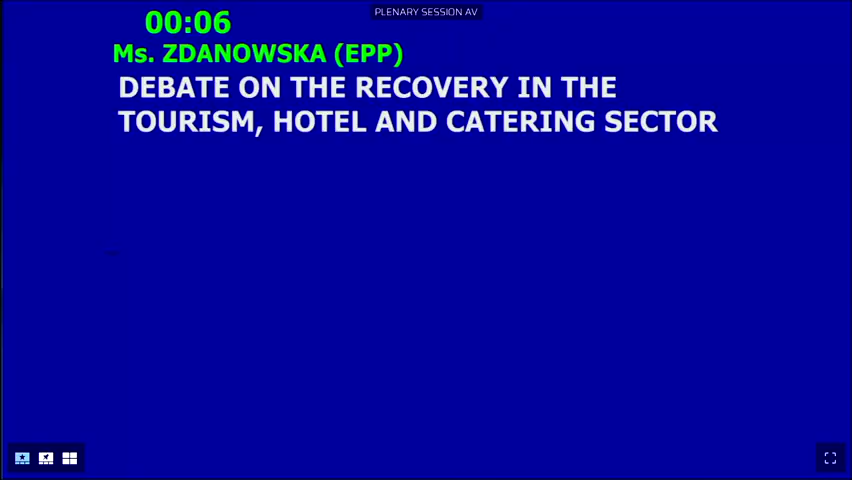 PLENARY SESSION AV
00:06
Ms. ZDANOWSKA (EPP)
DEBATE ON THE RECOVERY IN THE
TOURISM, HOTEL AND CATERING SECTOR